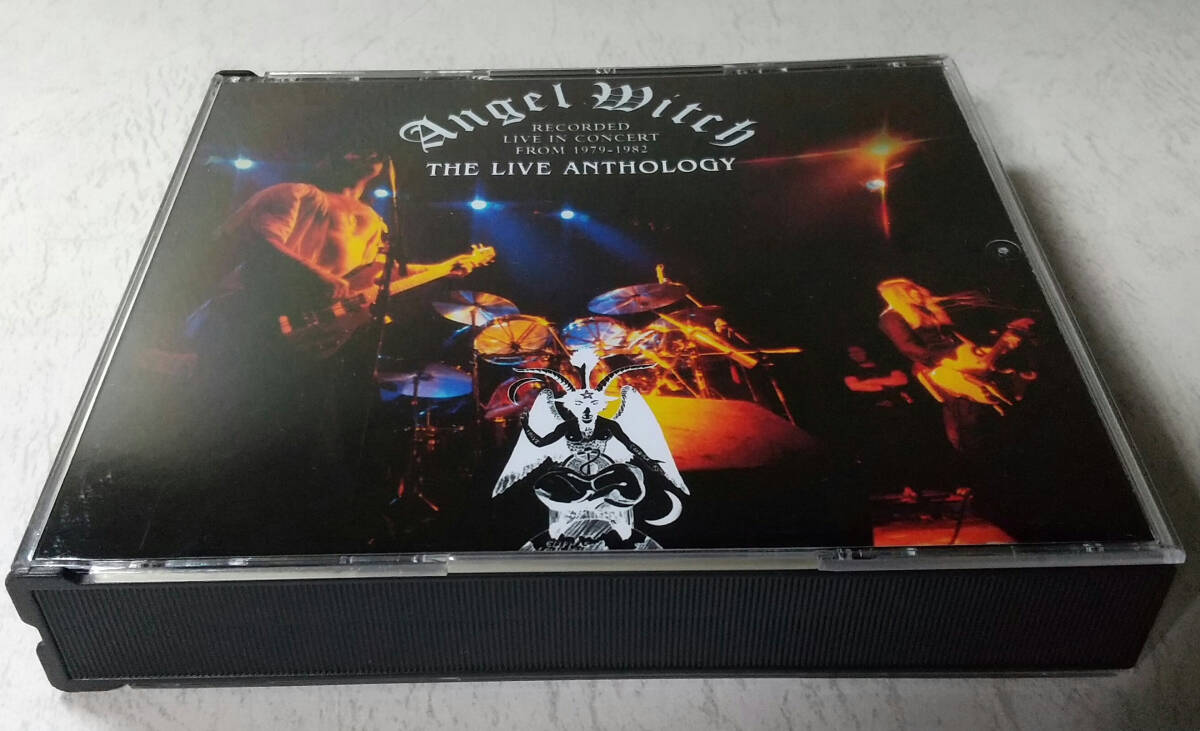 Angel Witch
RECORDED
LIVE IN CONCERT
FROM 1979-1982
THE LIVE ANTHOLOGY